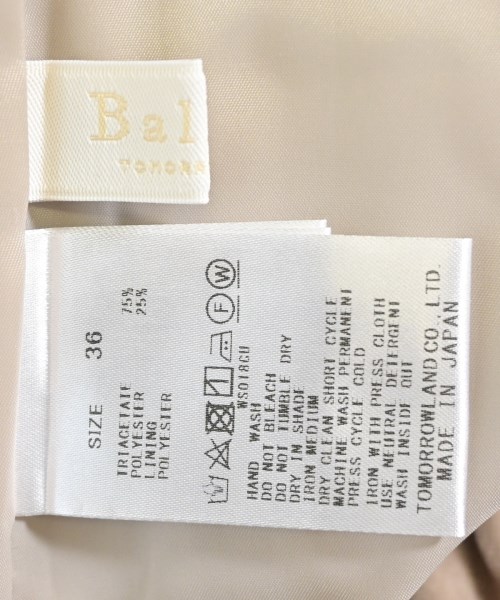 Bal
TOMORR
SIZE 36
TRIACETATE 75%
POLYESTER 25%
LINING
POLYESTER
WS018GU
HAND WASH
DO NOT BLEACH
DO NOT TUMBLE DRY
DRY IN SHADE
IRON MEDIUM
DRY CLEAN SHORT CYCLE
MACHINE WASH PERMANENT
PRESS CYCLE COLD
IRON WITH PRESS CLOTH
USE NEUTRAL DETERGENT
WASH INSIDE OUT
TOMORROWLAND CO., LTD.
MADE IN JAPAN